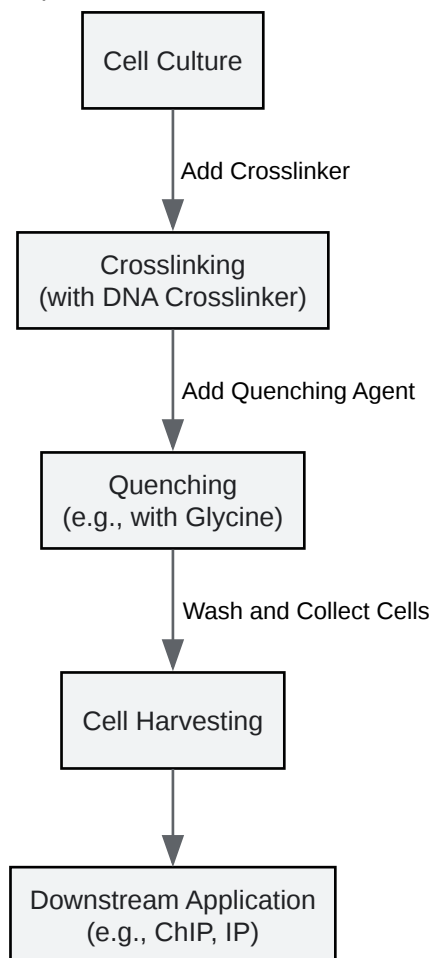 Cell Culture
Add Crosslinker
Crosslinking
(with DNA Crosslinker)
Add Quenching Agent
Quenching
(e.g., with Glycine)
Wash and Collect Cells
Cell Harvesting
Downstream Application
(e.g., ChIP, IP)